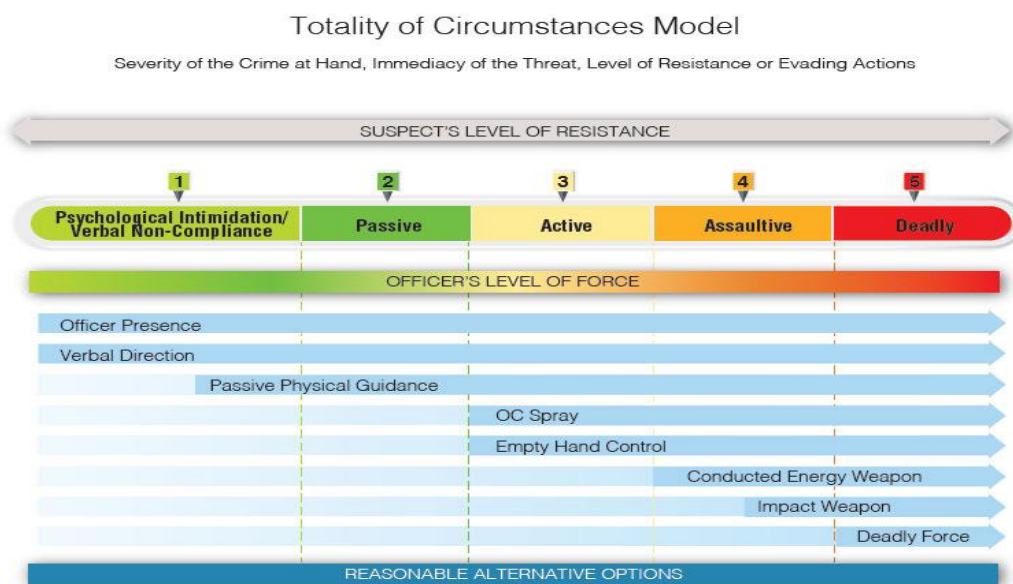 Totality of Circumstances Model
Severity of the Crime at Hand, Immediacy of the Threat, Level of Resistance or Evading Actions
SUSPECT'S LEVEL OF RESISTANCE
1 2 3 4 5
Psychological Intimidation/
Verbal Non-Compliance Passive Active Assaultive Deadly
OFFICER'S LEVEL OF FORCE
Officer Presence
Verbal Direction
Passive Physical Guidance
OC Spray
Empty Hand Control
Conducted Energy Weapon
Impact Weapon
Deadly Force
REASONABLE ALTERNATIVE OPTIONS